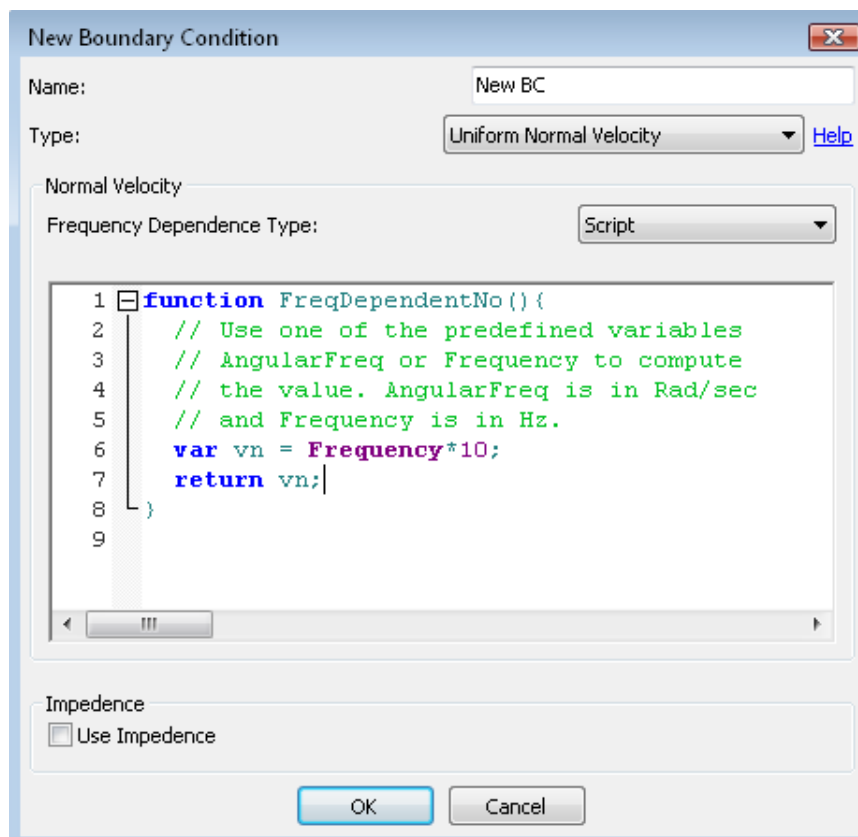 New Boundary Condition
Name: New BC
Type: Uniform Normal Velocity Help
Normal Velocity
Frequency Dependence Type: Script
1 function FreqDependentNo(){
2 // Use one of the predefined variables
3 // AngularFreq or Frequency to compute
4 // the value. AngularFreq is in Rad/sec
5 // and Frequency is in Hz.
6 var vn = Frequency*10;
7 return vn;
8 }
9
Impedence
Use Impedence
OK Cancel